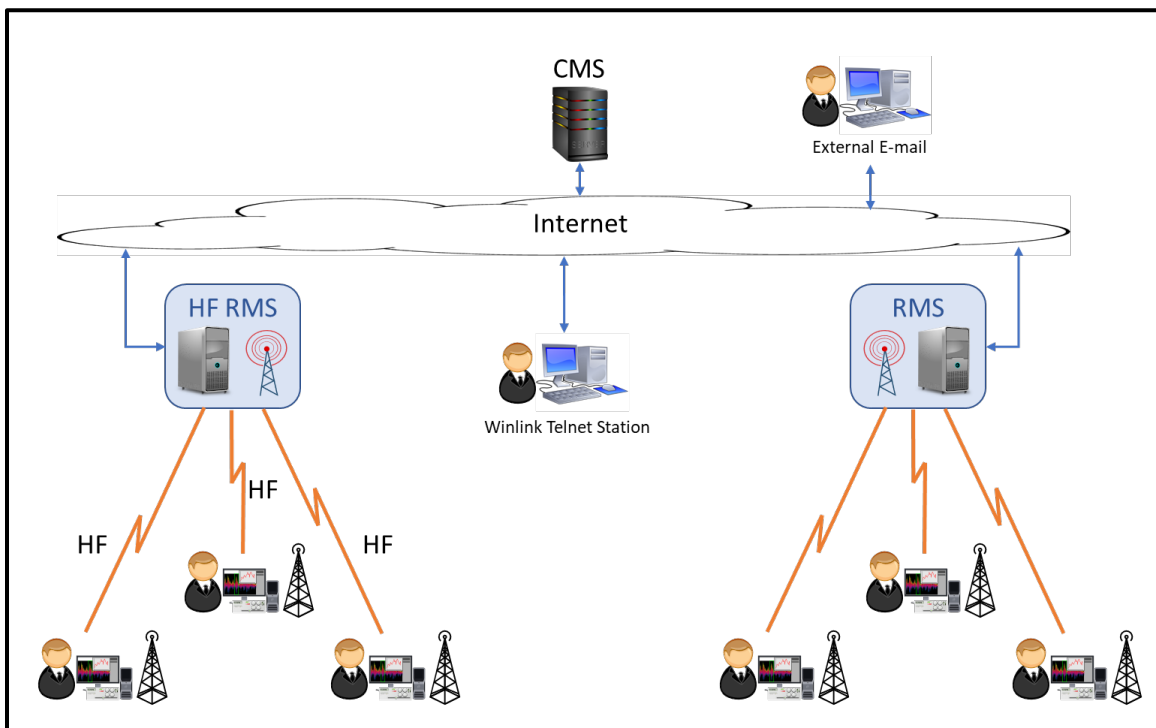 CMS
External E-mail
Internet
HF RMS
RMS
Winlink Telnet Station
HF
HF
HF